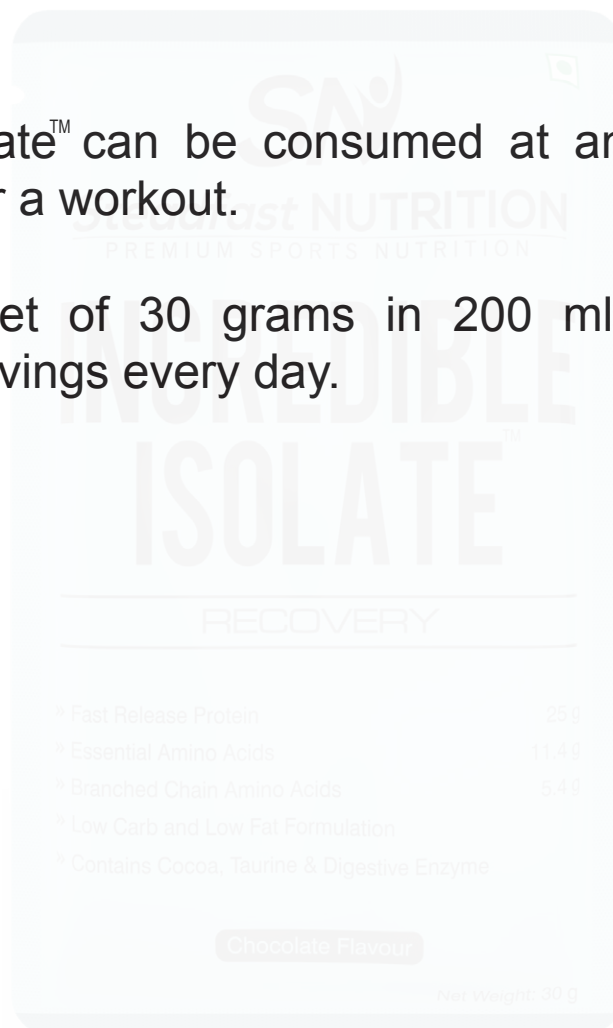 ate™ can be consumed at an
r a workout.
et of 30 grams in 200 ml
vings every day.
SN
Steadfast NUTRITION
PREMIUM SPORTS NUTRITION
INCREDIBLE
ISOLATE™
RECOVERY
» Fast Release Protein 25 g
» Essential Amino Acids 11.4 g
» Branched Chain Amino Acids 5.4 g
» Low Carb and Low Fat Formulation
» Contains Cocoa, Taurine & Digestive Enzyme
Chocolate Flavour
Net Weight: 30 g